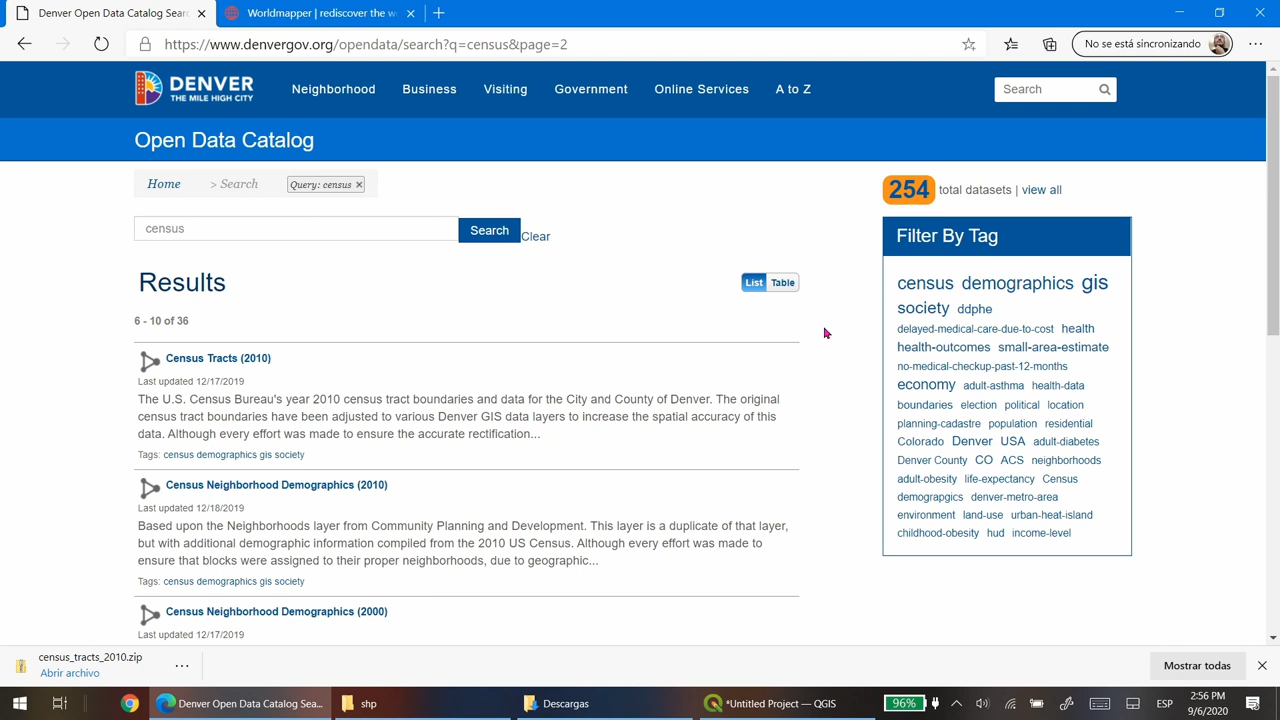 Denver Open Data Catalog Sear
Worldmapper | rediscover the wo
https://www.denvergov.org/opendata/search?q=census&page=2
No se está sincronizando
DENVER
THE MILE HIGH CITY
Neighborhood Business Visiting Government Online Services A to Z
Search
Open Data Catalog
Home > Search Query: census ×
254 total datasets | view all
census
Search
Clear
Filter By Tag
Results
List Table
6 - 10 of 36
census demographics gis
society ddphe
delayed-medical-care-due-to-cost health
health-outcomes small-area-estimate
no-medical-checkup-past-12-months
economy adult-asthma health-data
boundaries election political location
planning-cadastre population residential
Colorado Denver USA adult-diabetes
Denver County CO ACS neighborhoods
adult-obesity life-expectancy Census
demograpgics denver-metro-area
environment land-use urban-heat-island
childhood-obesity hud income-level
Census Tracts (2010)
Last updated 12/17/2019
The U.S. Census Bureau's year 2010 census tract boundaries and data for the City and County of Denver. The original
census tract boundaries have been adjusted to various Denver GIS data layers to increase the spatial accuracy of this
data. Although every effort was made to ensure the accurate rectification...
Tags: census demographics gis society
Census Neighborhood Demographics (2010)
Last updated 12/18/2019
Based upon the Neighborhoods layer from Community Planning and Development. This layer is a duplicate of that layer,
but with additional demographic information compiled from the 2010 US Census. Although every effort was made to
ensure that blocks were assigned to their proper neighborhoods, due to geographic...
Tags: census demographics gis society
Census Neighborhood Demographics (2000)
Last updated 12/17/2019
census_tracts_2010.zip
Abrir archivo
Mostrar todas
Denver Open Data Catalog Sea...
shp
Descargas
*Untitled Project — QGIS
96%
ESP
2:56 PM
9/6/2020